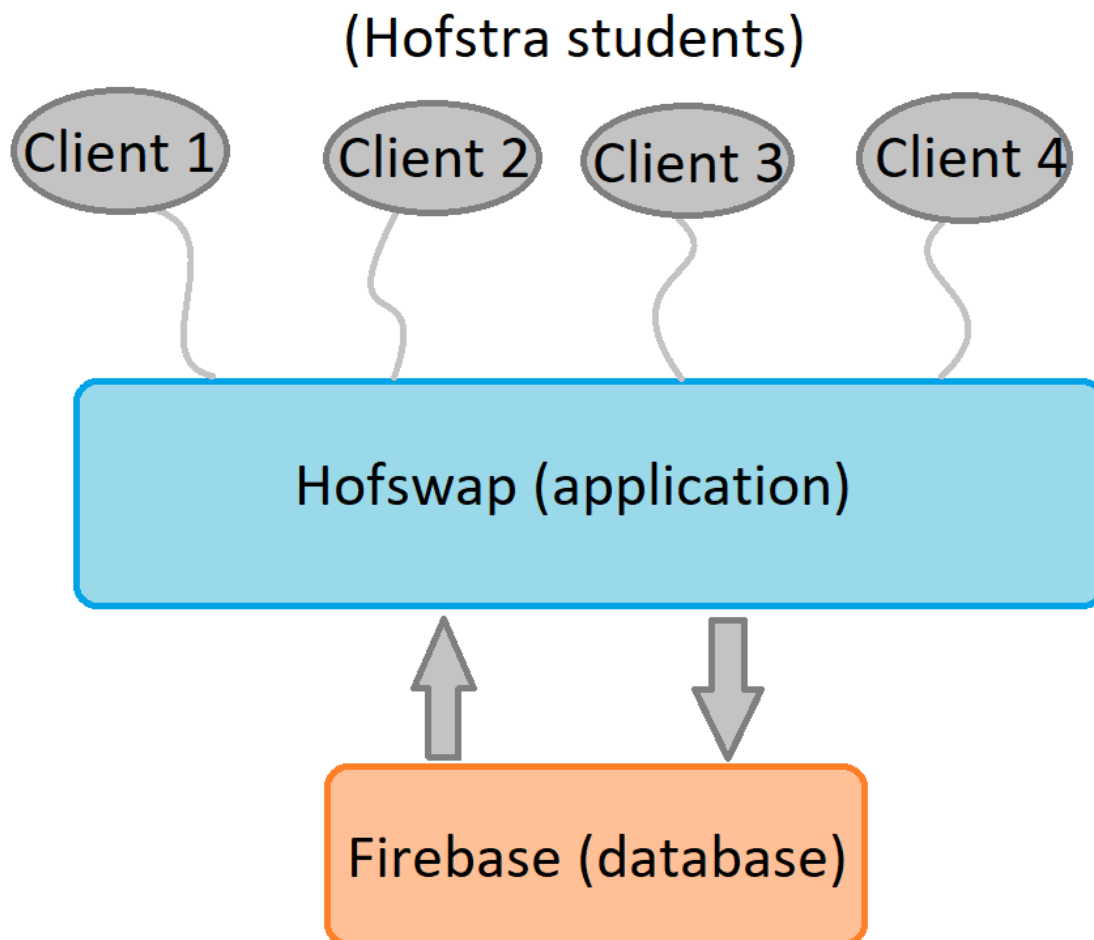 (Hofstra students)
Client 1
Client 2
Client 3
Client 4
Hofswap (application)
Firebase (database)